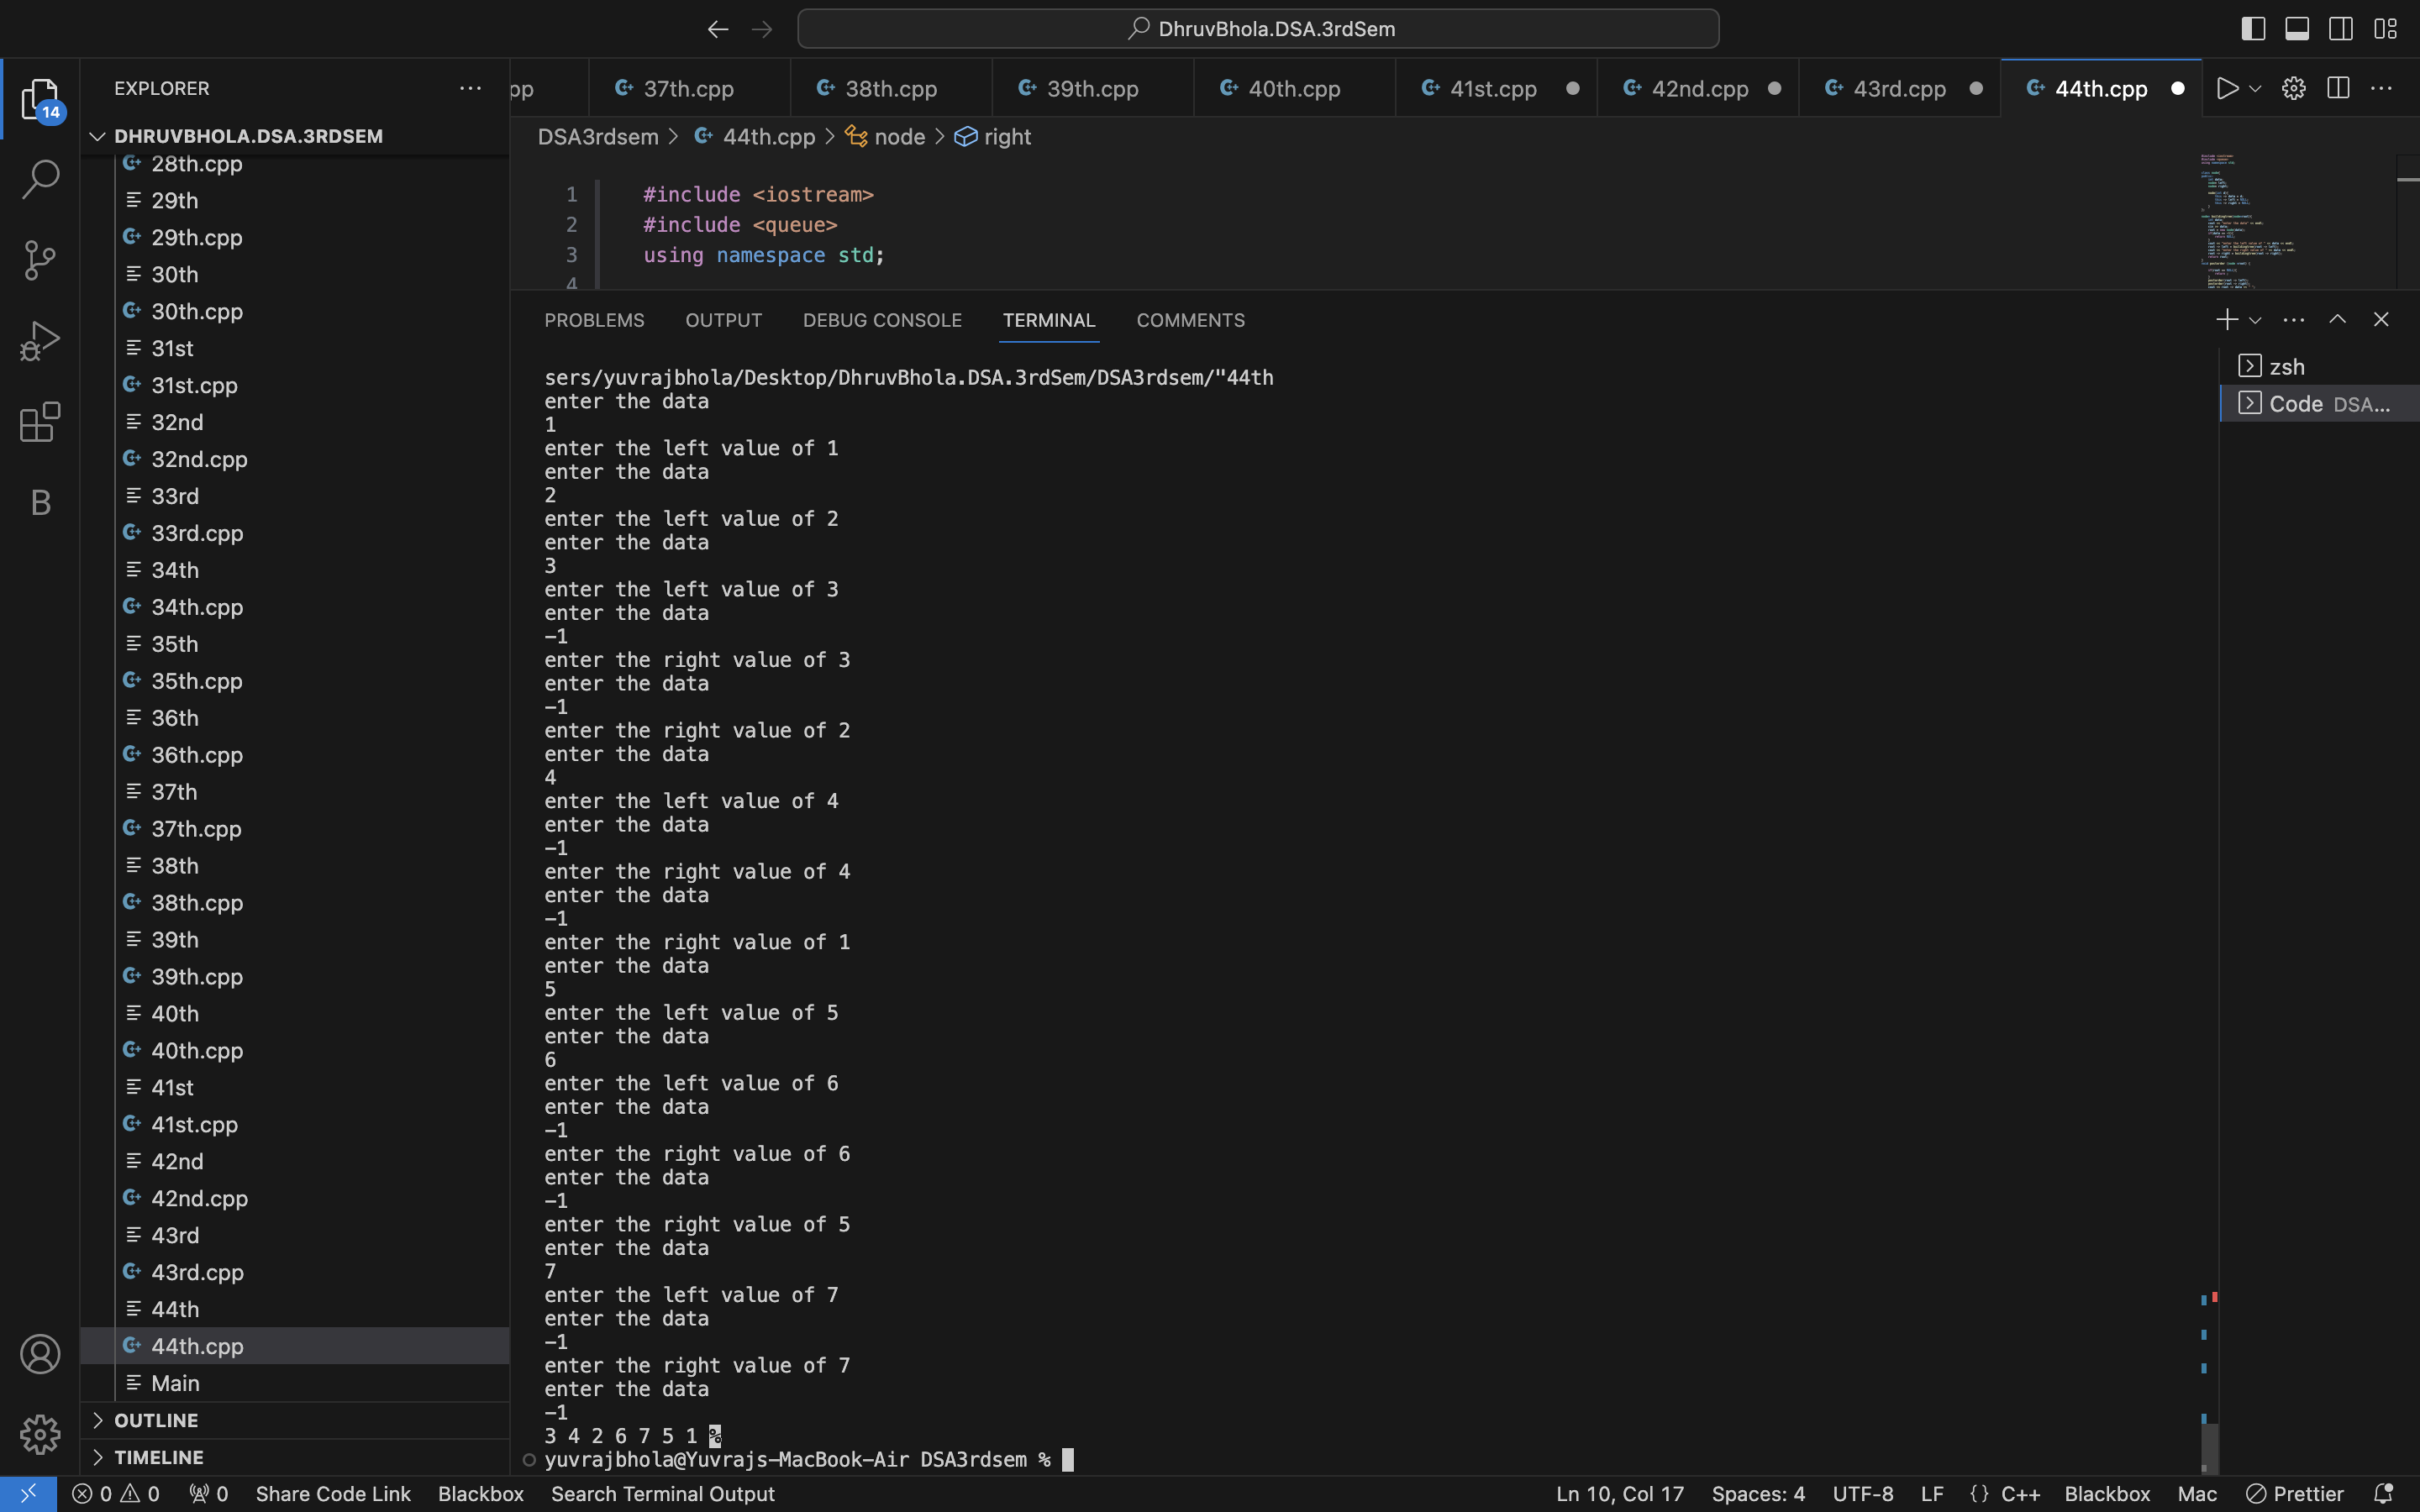 DhruvBhola.DSA.3rdSem
EXPLORER
14
DHRUVBHOLA.DSA.3RDSEM
28th.cpp
29th
29th.cpp
30th
30th.cpp
31st
31st.cpp
32nd
32nd.cpp
33rd
33rd.cpp
34th
34th.cpp
35th
35th.cpp
36th
36th.cpp
37th
37th.cpp
38th
38th.cpp
39th
39th.cpp
40th
40th.cpp
41st
41st.cpp
42nd
42nd.cpp
43rd
43rd.cpp
44th
44th.cpp
Main
OUTLINE
TIMELINE
B
pp 37th.cpp 38th.cpp 39th.cpp 40th.cpp 41st.cpp 42nd.cpp 43rd.cpp 44th.cpp
DSA3rdsem > 44th.cpp > node > right
1 #include <iostream>
2 #include <queue>
3 using namespace std;
4
PROBLEMS OUTPUT DEBUG CONSOLE TERMINAL COMMENTS
zsh
Code DSA...
sers/yuvrajbhola/Desktop/DhruvBhola.DSA.3rdSem/DSA3rdsem/"44th
enter the data
1
enter the left value of 1
enter the data
2
enter the left value of 2
enter the data
3
enter the left value of 3
enter the data
-1
enter the right value of 3
enter the data
-1
enter the right value of 2
enter the data
4
enter the left value of 4
enter the data
-1
enter the right value of 4
enter the data
-1
enter the right value of 1
enter the data
5
enter the left value of 5
enter the data
6
enter the left value of 6
enter the data
-1
enter the right value of 6
enter the data
-1
enter the right value of 5
enter the data
7
enter the left value of 7
enter the data
-1
enter the right value of 7
enter the data
-1
3 4 2 6 7 5 1 %
yuvrajbhola@Yuvrajs-MacBook-Air DSA3rdsem %
0 0 0 Share Code Link Blackbox Search Terminal Output Ln 10, Col 17 Spaces: 4 UTF-8 LF {} C++ Blackbox Mac Prettier